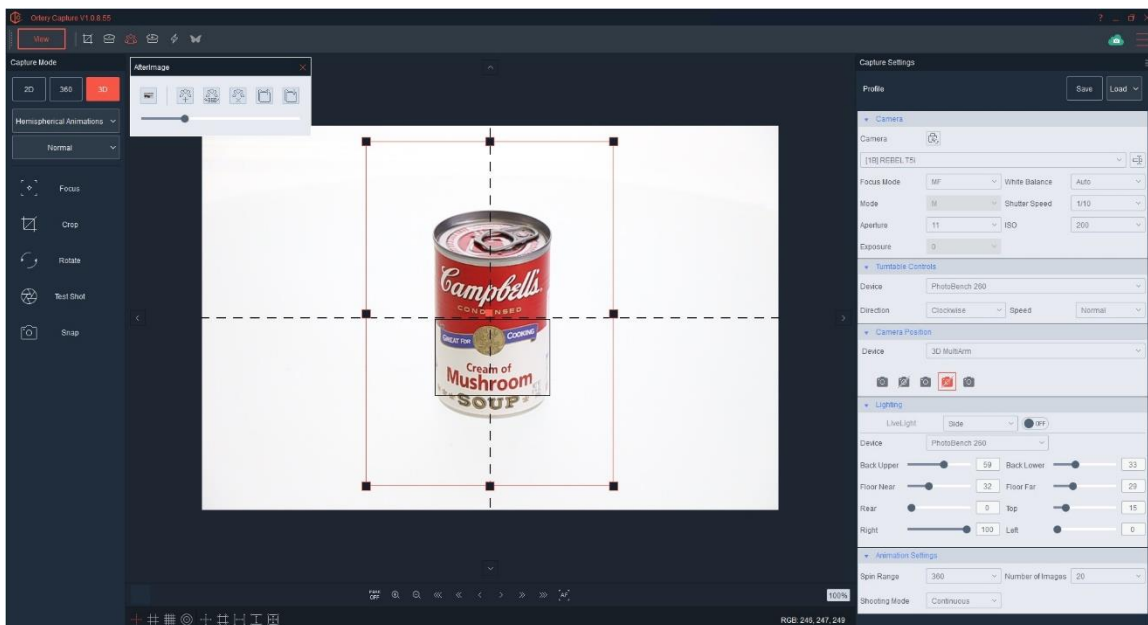 Ortery Capture V1.0.8.55
?
View
Capture Mode
2D 360 3D
Hemispherical Animations
Normal
Focus
Crop
Rotate
Test Shot
Snap
AfterImage
Campbell's
CONDENSED
GREAT FOR COOKING
Cream of
Mushroom
SOUP
OFF
AF
100%
RGB: 246, 247, 249
Capture Settings
Profile Save Load
Camera
Camera
[1B] REBEL T5i
Focus Mode MF White Balance Auto
Mode M Shutter Speed 1/10
Aperture 11 ISO 200
Exposure 0
Turntable Controls
Device PhotoBench 260
Direction Clockwise Speed Normal
Camera Position
Device 3D MultiArm
Lighting
LiveLight Side OFF
Device PhotoBench 260
Back Upper 59 Back Lower 33
Floor Near 32 Floor Far 29
Rear 0 Top 15
Right 100 Left 0
Animation Settings
Spin Range 360 Number of Images 20
Shooting Mode Continuous